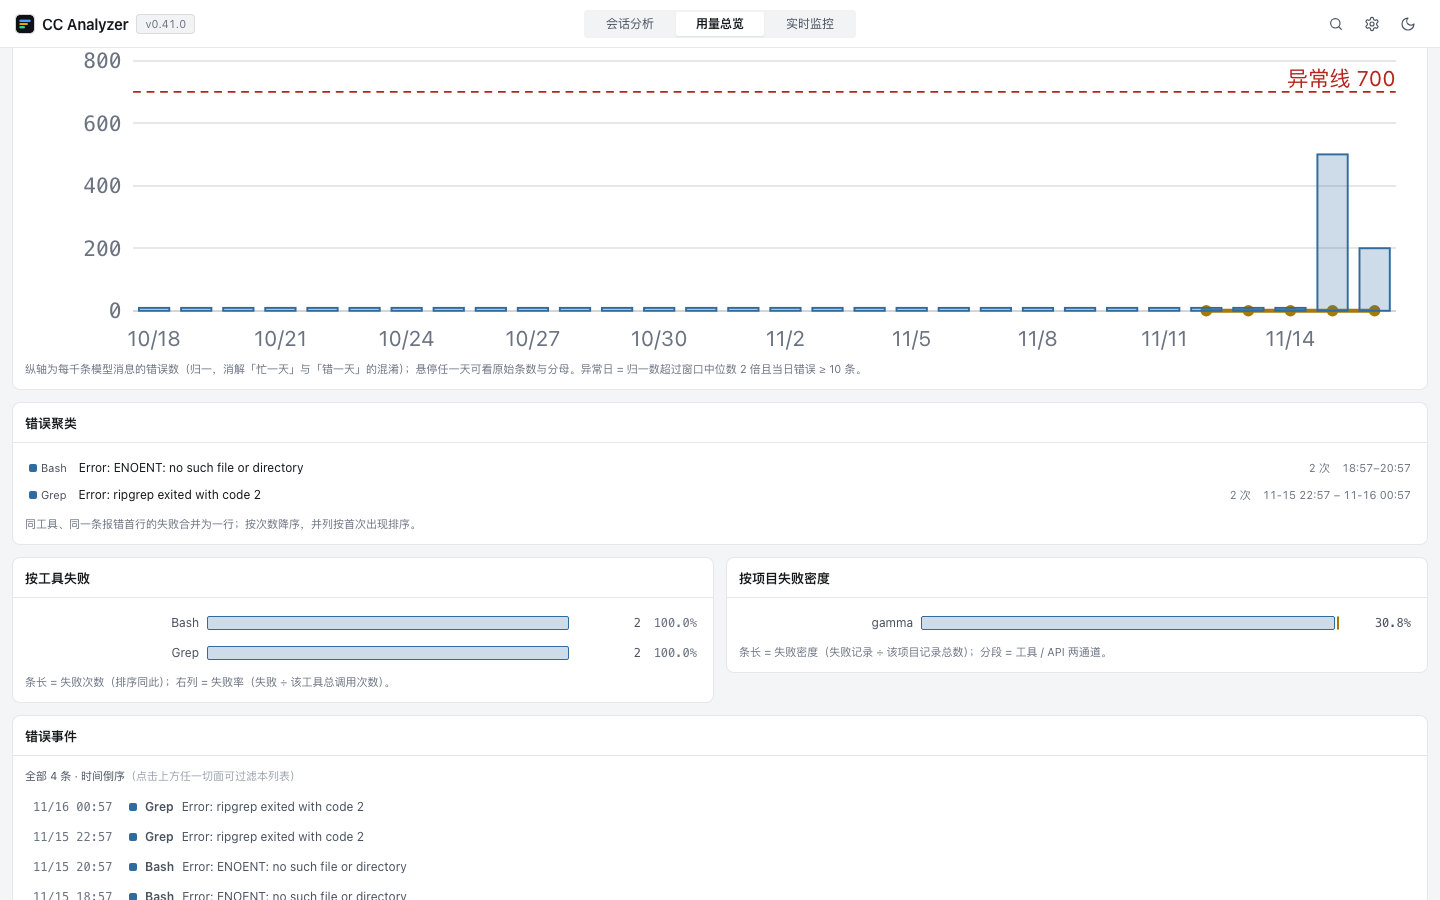 CC Analyzer v0.41.0 会话分析 用量总览 实时监控
800
异常线 700
600
400
200
0
10/18 10/21 10/24 10/27 10/30 11/2 11/5 11/8 11/11 11/14
纵轴为每千条模型消息的错误数（归一，消解「忙一天」与「错一天」的混淆）；悬停任一天可看原始条数与分母。异常日 = 归一数超过窗口中位数 2 倍且当日错误 ≥ 10 条。
错误聚类
Bash Error: ENOENT: no such file or directory 2 次 18:57–20:57
Grep Error: ripgrep exited with code 2 2 次 11-15 22:57 – 11-16 00:57
同工具、同一条报错首行的失败合并为一行；按次数降序，并列按首次出现排序。
按工具失败
Bash 2 100.0%
Grep 2 100.0%
条长 = 失败次数（排序同此）；右列 = 失败率（失败 ÷ 该工具总调用次数）。
按项目失败密度
gamma 30.8%
条长 = 失败密度（失败记录 ÷ 该项目记录总数）；分段 = 工具 / API 两通道。
错误事件
全部 4 条 · 时间倒序（点击上方任一切面可过滤本列表）
11/16 00:57 Grep Error: ripgrep exited with code 2
11/15 22:57 Grep Error: ripgrep exited with code 2
11/15 20:57 Bash Error: ENOENT: no such file or directory
11/15 18:57 Bash Error: ENOENT: no such file or directory